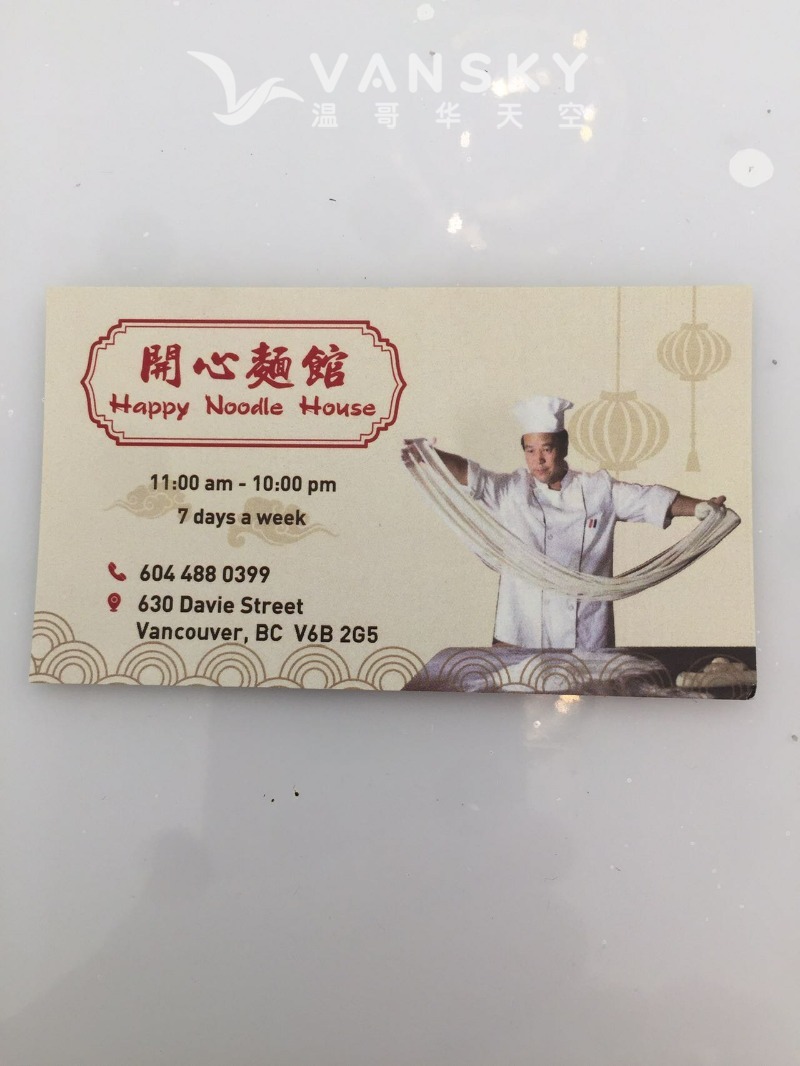 VANSKY
温哥华天空
開心麵館
Happy Noodle House
11:00 am - 10:00 pm
7 days a week
604 488 0399
630 Davie Street
Vancouver, BC V6B 2G5